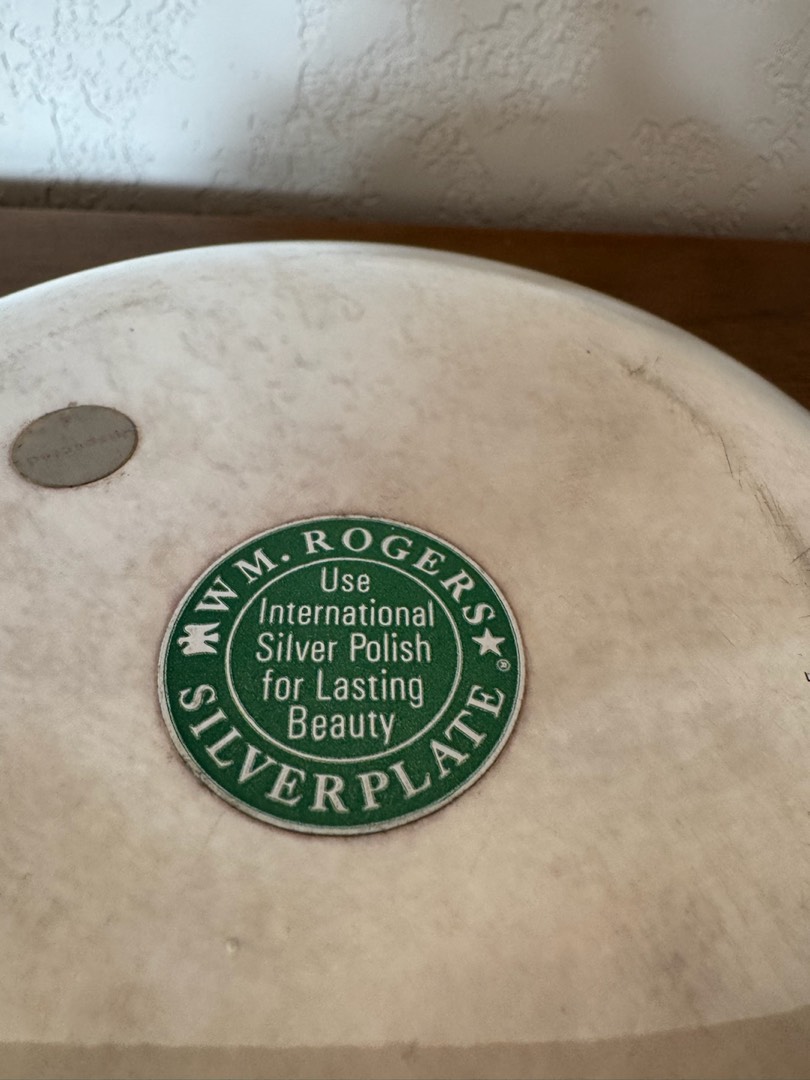 WM. ROGERS
Use
International
Silver Polish
for Lasting
Beauty
SILVERPLATE ®